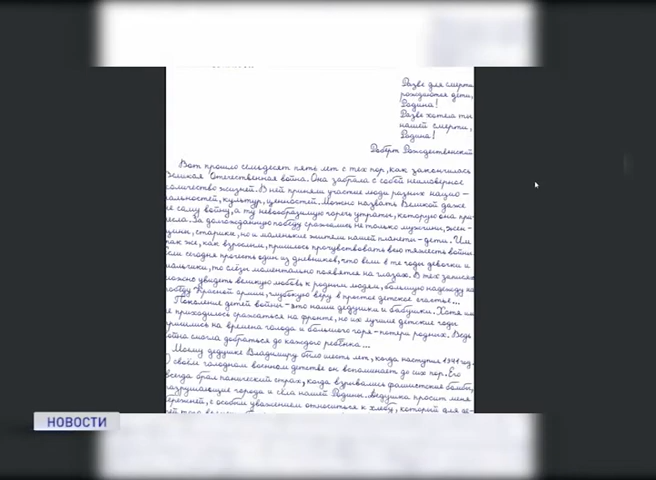 Разве для смерти
рождаются дети,
Родина!
Разве хотела ты
нашей смерти,
Родина!
Роберт Рождественский
Вот прошло семьдесят пять лет с тех пор, как закончилась
Великая Отечественная война. Она забрала с собой неимоверное
количество жизней. В ней приняли участие люди разных нацио-
нальностей, культур, ценностей. Можно назвать Великой даже
не саму войну, а ту невообразимую горечь утраты, которую она при-
несла. За долгожданную победу сражались не только мужчины, жен-
щины, старики, но и маленькие жители нашей планеты - дети. Им
так же, как взрослым, пришлось прочувствовать всю тяжесть войны.
Если сегодня прочесть один из дневников, что вели в те годы девочки и
мальчики, то слёзы моментально появятся на глазах. В тех записях
можно увидеть великую любовь к родным людям, большую надежду на
победу Красной армии, глубокую веру в простое детское счастье...
Поколение детей войны - это наши дедушки и бабушки. Хотя им
не приходилось сражаться на фронте, но их лучшие детские годы
пришлись на времена голода и большого горя - потери родных. Ведь
война смогла добраться до каждого ребёнка...
Моему дедушке Владимиру было шесть лет, когда наступил 1941 год.
О своём голодном военном детстве он вспоминает до сих пор. Его
всегда брал панический страх, когда взрывались фашистские бомбы,
разрушающие города и сёла нашей Родины. Дедушка просит меня
бережней, с особым уважением относиться к хлебу, который для де-
НОВОСТИ